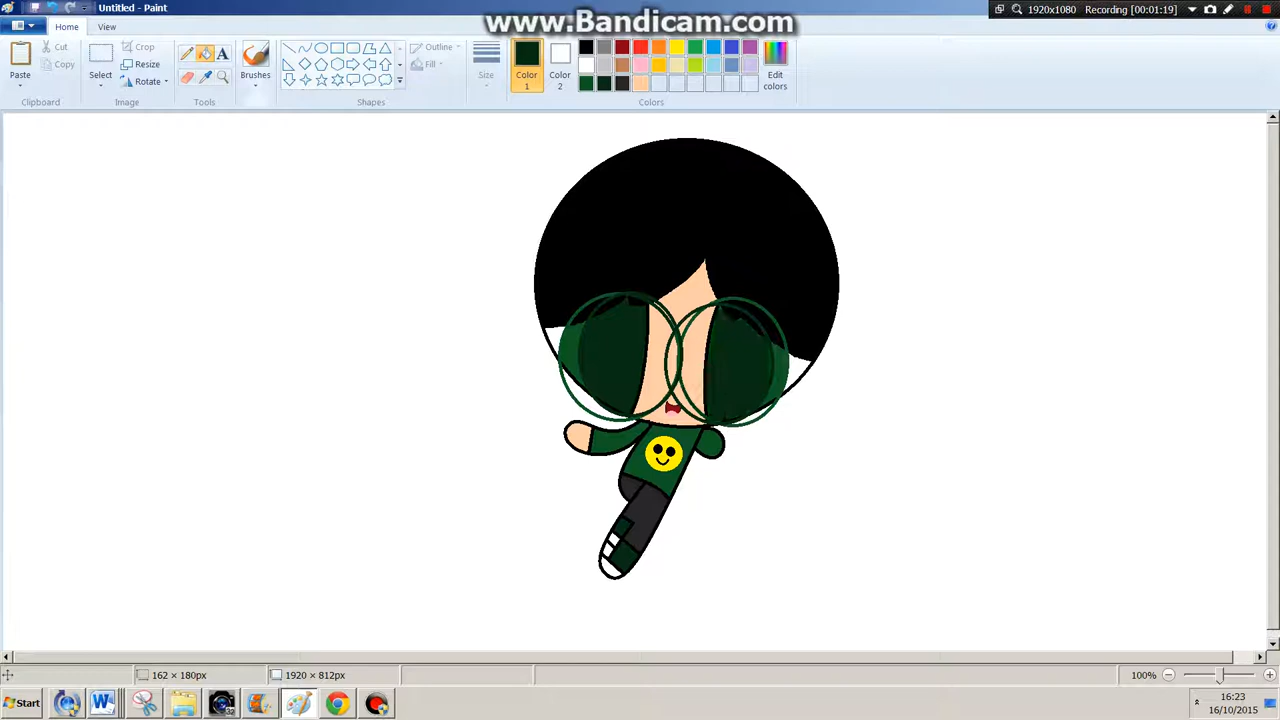 www.Bandicam.com
1920x1080
Recording [00:01:19]
Untitled - Paint
Home
View
Paste
Cut
Copy
Clipboard
Select
Crop
Resize
Rotate
Image
A
Tools
Brushes
Shapes
Outline
Fill
Size
Color 1
Color 2
Edit colors
Colors
162 × 180px
1920 × 812px
100%
Start
32
16:23
16/10/2015